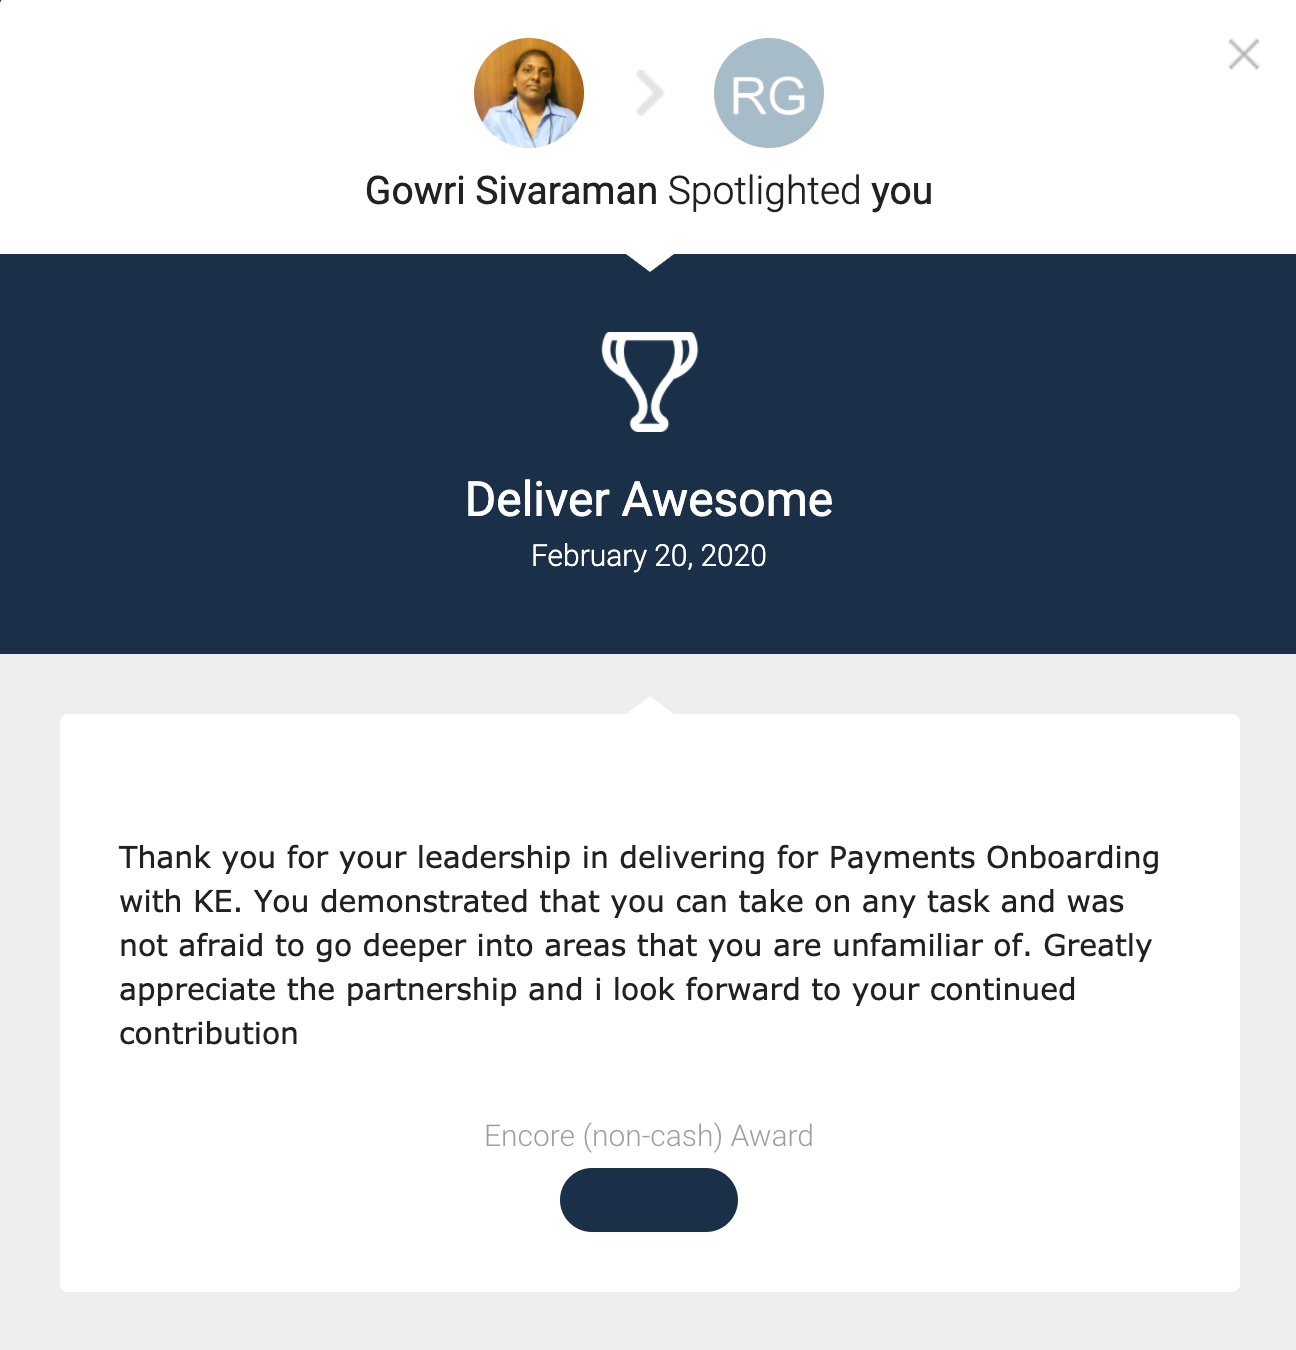 RG
Gowri Sivaraman Spotlighted you
Deliver Awesome
February 20, 2020
Thank you for your leadership in delivering for Payments Onboarding
with KE. You demonstrated that you can take on any task and was
not afraid to go deeper into areas that you are unfamiliar of. Greatly
appreciate the partnership and i look forward to your continued
contribution
Encore (non-cash) Award